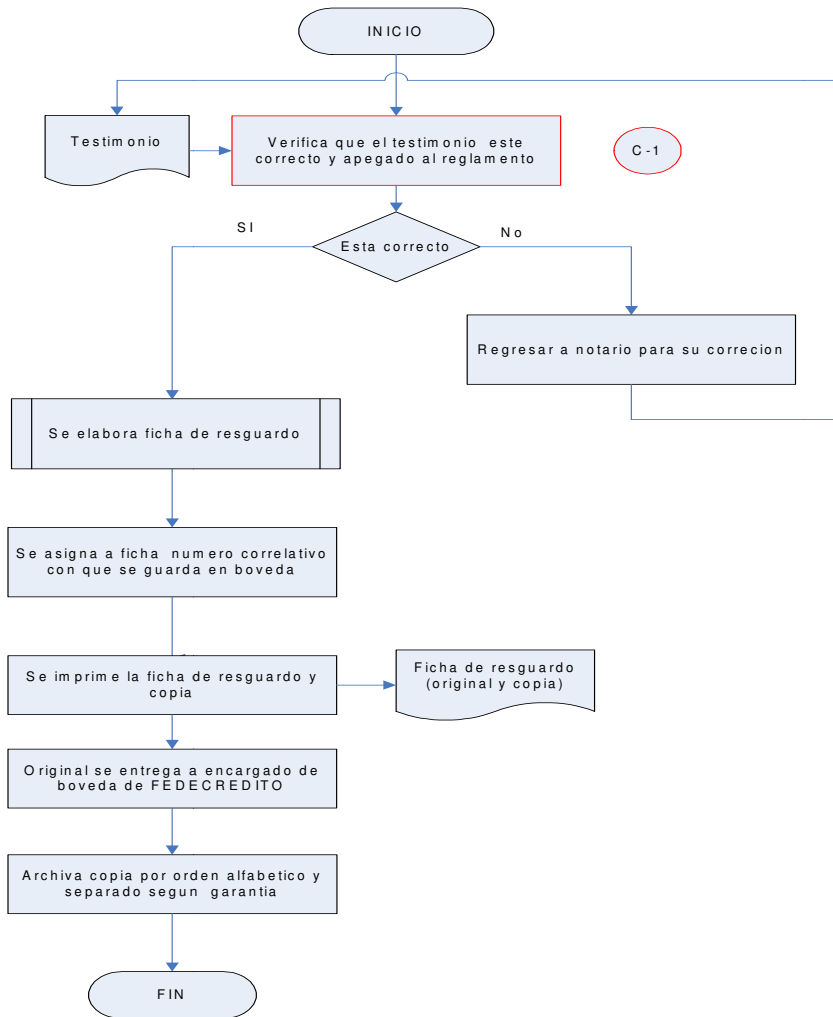 INICIO
Testimonio
Verifica que el testimonio este
correcto y apegado al reglamento
C-1
SI
Esta correcto
No
Regresar a notario para su correcion
Se elabora ficha de resguardo
Se asigna a ficha numero correlativo
con que se guarda en boveda
Se imprime la ficha de resguardo y
copia
Ficha de resguardo
(original y copia)
Original se entrega a encargado de
boveda de FEDECREDITO
Archiva copia por orden alfabetico y
separado segun garantia
FIN